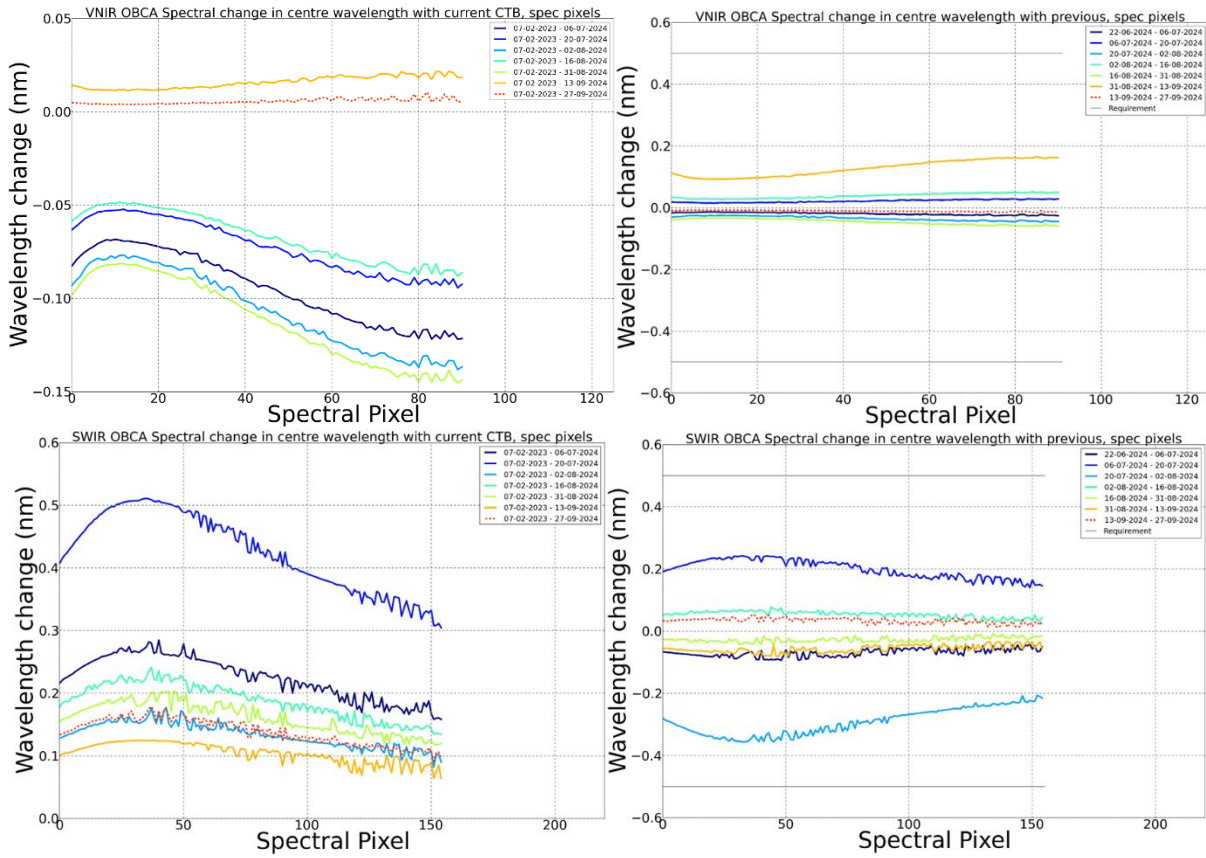 VNIR OBCA Spectral change in centre wavelength with current CTB, spec pixels
07-02-2023 - 06-07-2024
07-02-2023 - 20-07-2024
07-02-2023 - 02-08-2024
07-02-2023 - 16-08-2024
07-02-2023 - 31-08-2024
07-02-2023 - 13-09-2024
07-02-2023 - 27-09-2024
Wavelength change (nm)
0.05
0.00
−0.05
−0.10
−0.15
0 20 40 60 80 100 120
Spectral Pixel
VNIR OBCA Spectral change in centre wavelength with previous, spec pixels
22-06-2024 - 06-07-2024
06-07-2024 - 20-07-2024
20-07-2024 - 02-08-2024
02-08-2024 - 16-08-2024
16-08-2024 - 31-08-2024
31-08-2024 - 13-09-2024
13-09-2024 - 27-09-2024
Requirement
Wavelength change (nm)
0.6
0.4
0.2
0.0
−0.2
−0.4
−0.6
0 20 40 60 80 100 120
Spectral Pixel
SWIR OBCA Spectral change in centre wavelength with current CTB, spec pixels
07-02-2023 - 06-07-2024
07-02-2023 - 20-07-2024
07-02-2023 - 02-08-2024
07-02-2023 - 16-08-2024
07-02-2023 - 31-08-2024
07-02-2023 - 13-09-2024
07-02-2023 - 27-09-2024
Wavelength change (nm)
0.6
0.5
0.4
0.3
0.2
0.1
0.0
0 50 100 150 200
Spectral Pixel
SWIR OBCA Spectral change in centre wavelength with previous, spec pixels
22-06-2024 - 06-07-2024
06-07-2024 - 20-07-2024
20-07-2024 - 02-08-2024
02-08-2024 - 16-08-2024
16-08-2024 - 31-08-2024
31-08-2024 - 13-09-2024
13-09-2024 - 27-09-2024
Requirement
Wavelength change (nm)
0.6
0.4
0.2
0.0
−0.2
−0.4
−0.6
0 50 100 150 200
Spectral Pixel